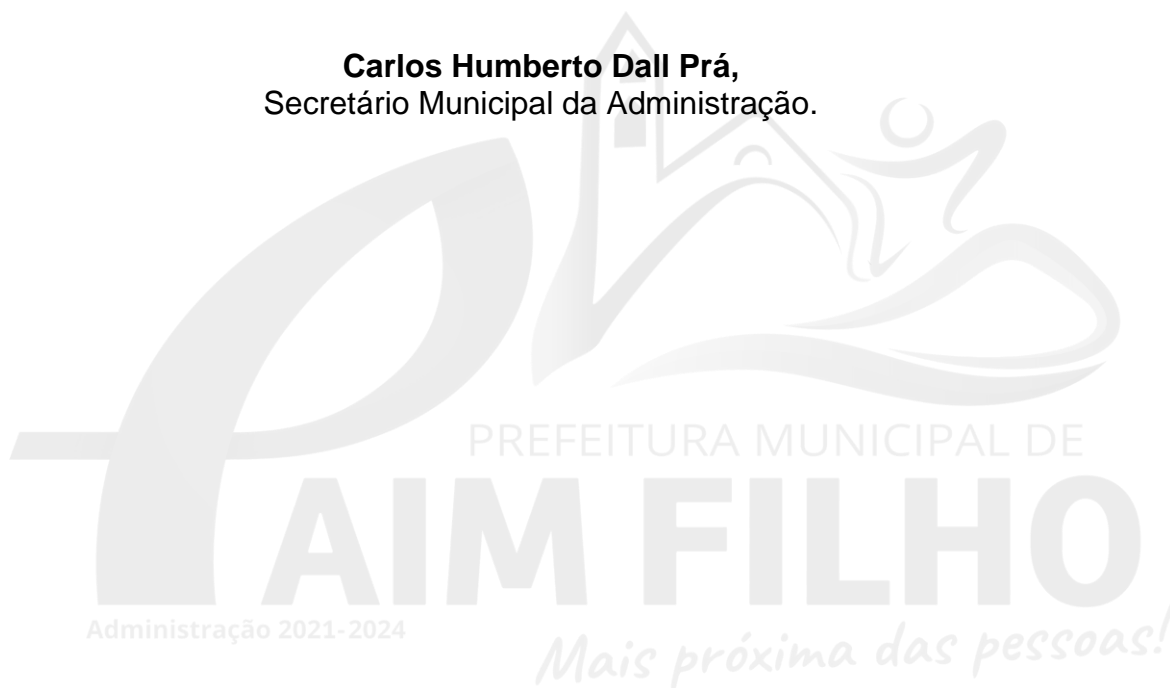 Carlos Humberto Dall Prá,
Secretário Municipal da Administração.
PREFEITURA MUNICIPAL DE
PAIM FILHO
Administração 2021-2024
Mais próxima das pessoas!